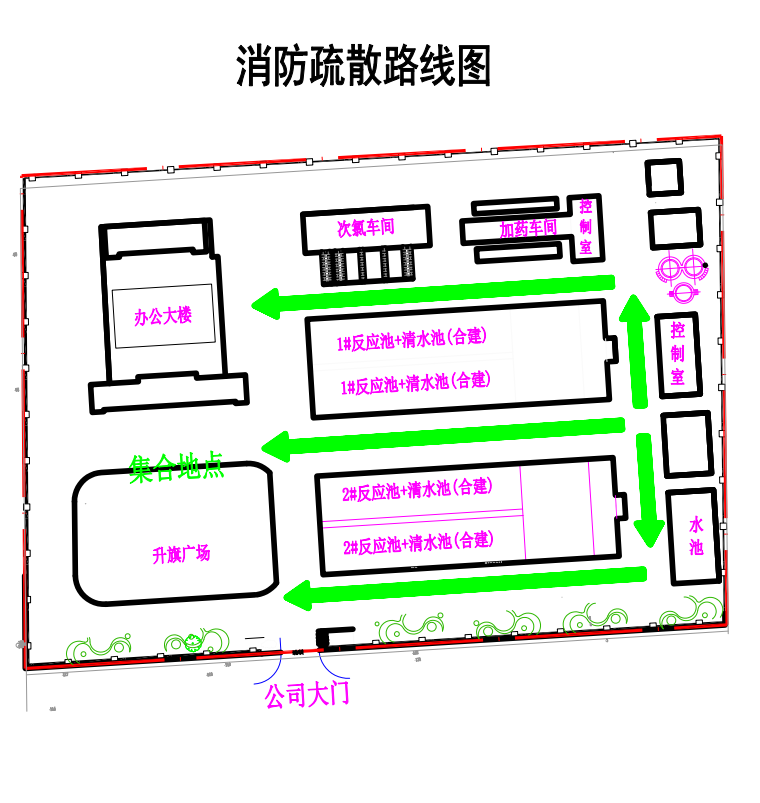 消防疏散路线图
次氯车间
加药车间
控制室
办公大楼
1#反应池+清水池(合建)
1#反应池+清水池(合建)
控制室
集合地点
2#反应池+清水池(合建)
2#反应池+清水池(合建)
升旗广场
水池
公司大门